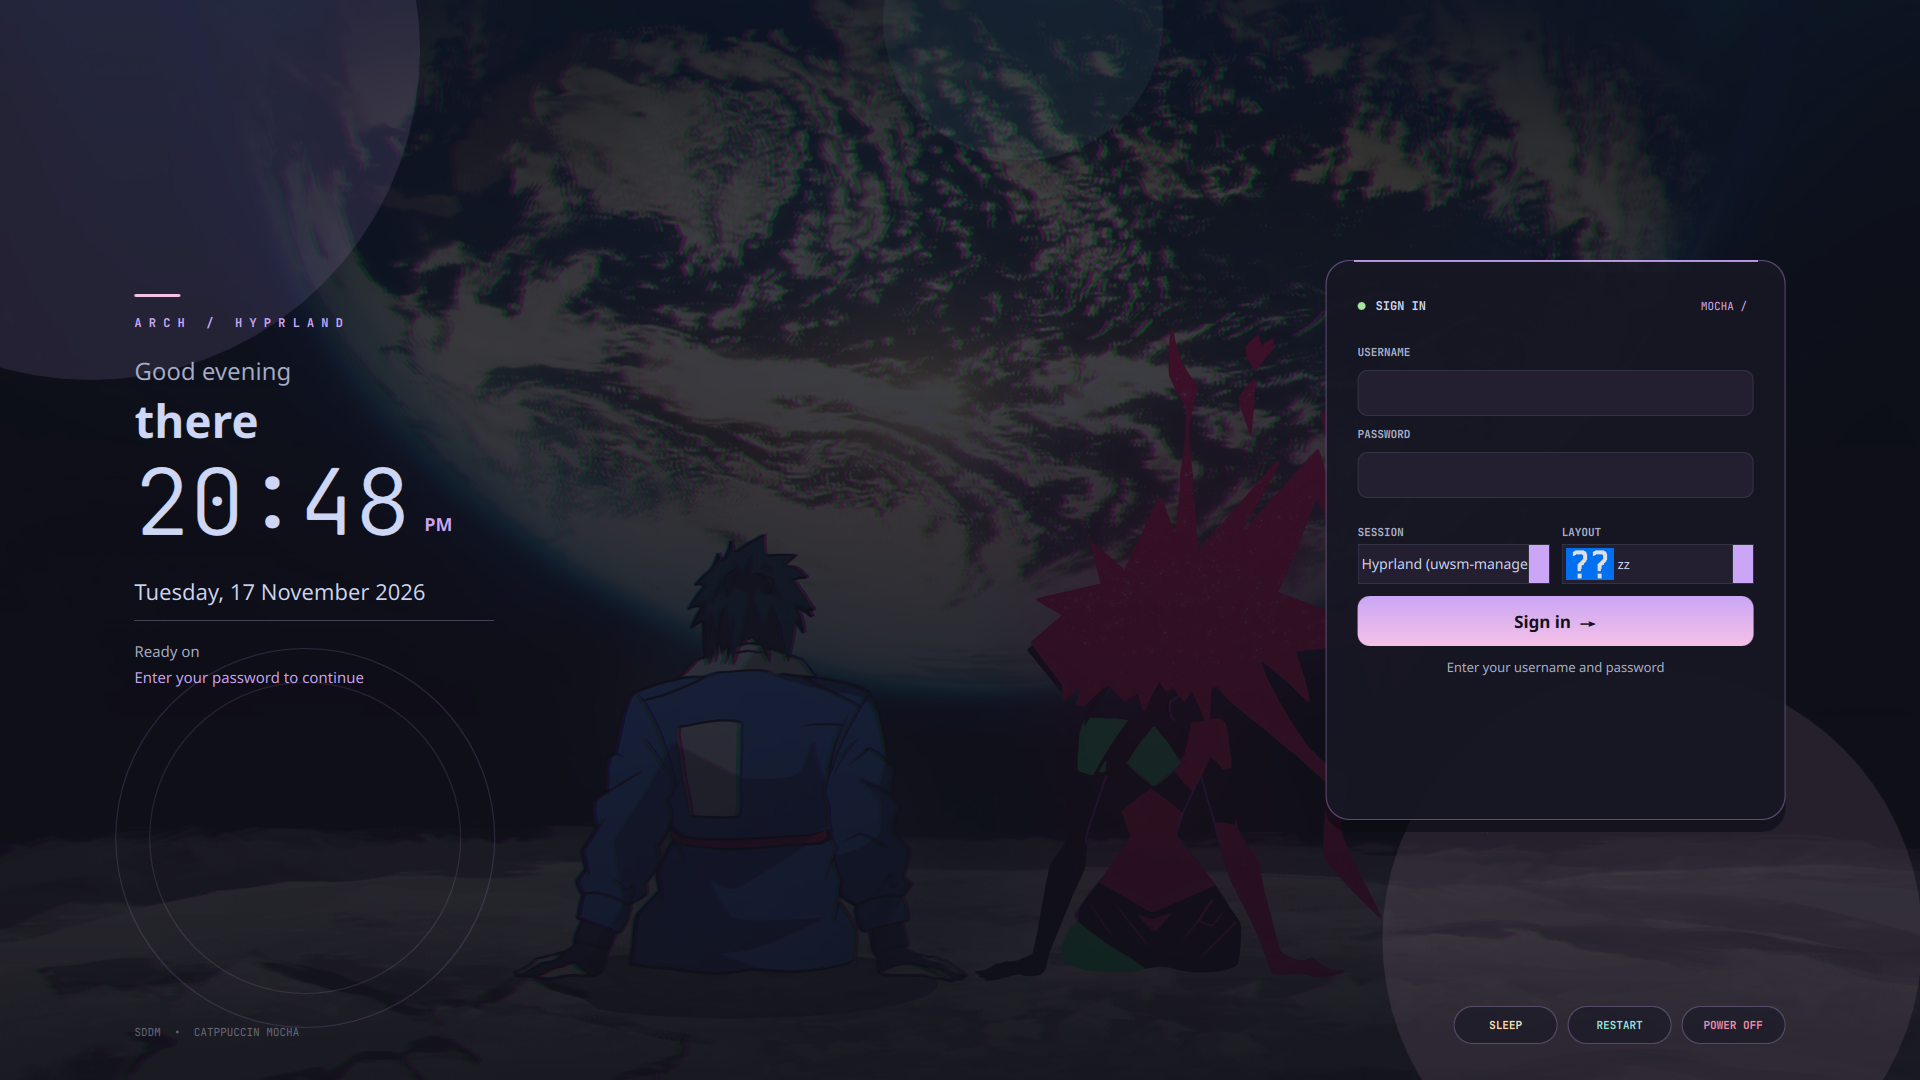 ARCH / HYPRLAND
Good evening
there
20:48 PM
Tuesday, 17 November 2026
Ready on
Enter your password to continue
SDDM • CATPPUCCIN MOCHA
SIGN IN
MOCHA /
USERNAME
PASSWORD
SESSION
LAYOUT
Hyprland (uwsm-manage
?? zz
Sign in →
Enter your username and password
SLEEP
RESTART
POWER OFF